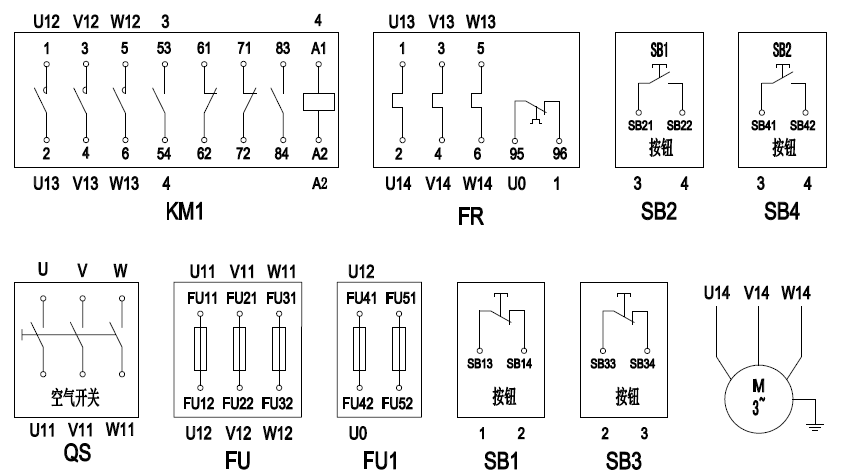 U12 V12 W12 3 4
1 3 5 53 61 71 83 A1
2 4 6 54 62 72 84 A2
U13 V13 W13 4 A2
KM1
U13 V13 W13
1 3 5
2 4 6 95 96
U14 V14 W14 U0 1
FR
SB1
SB21 SB22
按钮
3 4
SB2
SB2
SB41 SB42
按钮
3 4
SB4
U V W
空气开关
U11 V11 W11
QS
U11 V11 W11
FU11 FU21 FU31
FU12 FU22 FU32
U12 V12 W12
FU
U12
FU41 FU51
FU42 FU52
U0
FU1
SB13 SB14
按钮
1 2
SB1
SB33 SB34
按钮
2 3
SB3
U14 V14 W14
M
3~